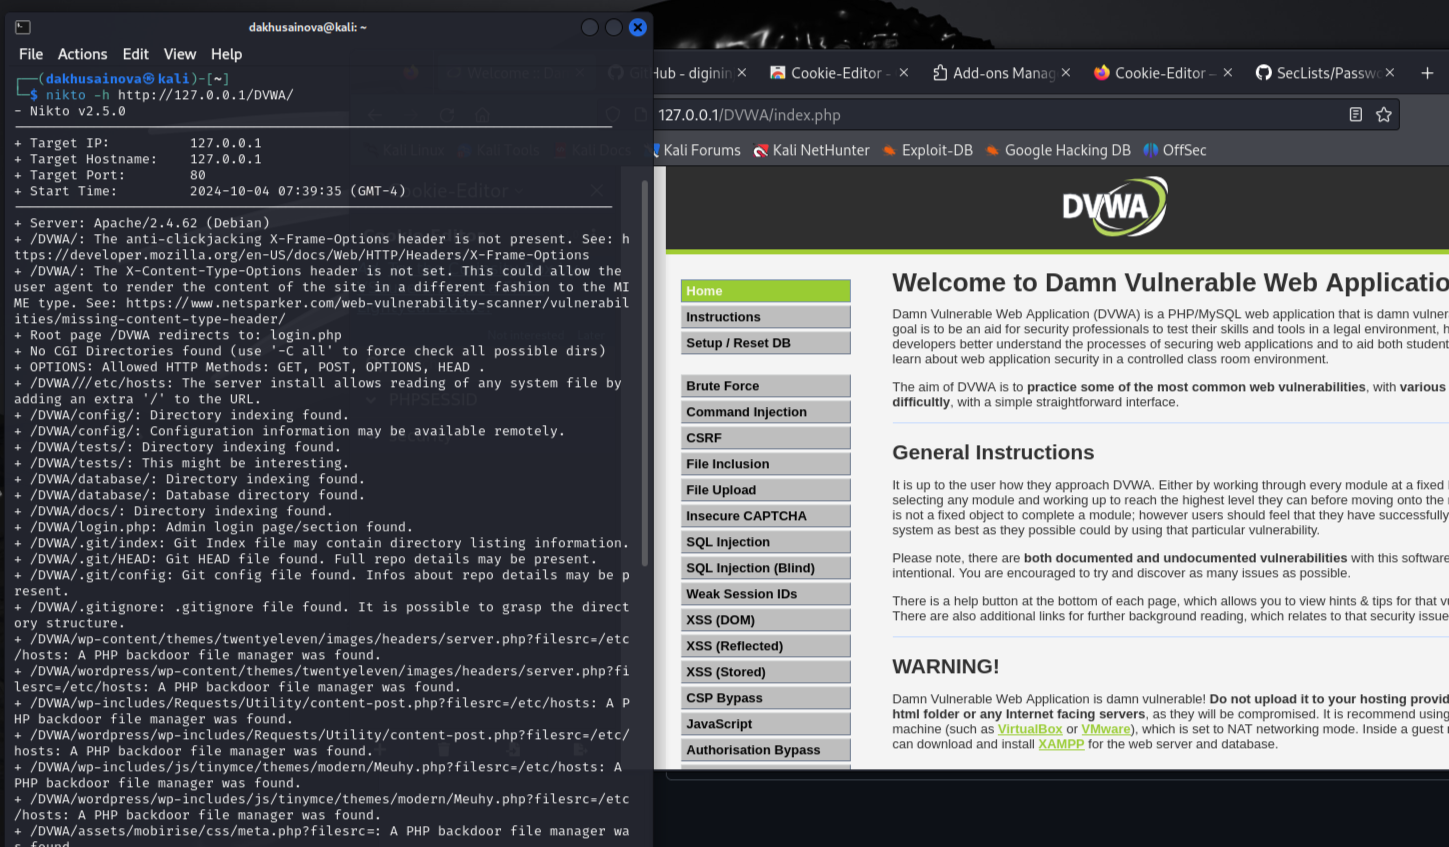 dakhusainova@kali: ~
File Actions Edit View Help
┌──(dakhusainova㉿kali)-[~]
└─$ nikto -h http://127.0.0.1/DVWA/
- Nikto v2.5.0
+ Target IP: 127.0.0.1
+ Target Hostname: 127.0.0.1
+ Target Port: 80
+ Start Time: 2024-10-04 07:39:35 (GMT-4)
+ Server: Apache/2.4.62 (Debian)
+ /DVWA/: The anti-clickjacking X-Frame-Options header is not present. See: h
ttps://developer.mozilla.org/en-US/docs/Web/HTTP/Headers/X-Frame-Options
+ /DVWA/: The X-Content-Type-Options header is not set. This could allow the
user agent to render the content of the site in a different fashion to the MI
ME type. See: https://www.netsparker.com/web-vulnerability-scanner/vulnerabil
ities/missing-content-type-header/
+ Root page /DVWA redirects to: login.php
+ No CGI Directories found (use '-C all' to force check all possible dirs)
+ OPTIONS: Allowed HTTP Methods: GET, POST, OPTIONS, HEAD .
+ /DVWA///etc/hosts: The server install allows reading of any system file by
adding an extra '/' to the URL.
+ /DVWA/config/: Directory indexing found.
+ /DVWA/config/: Configuration information may be available remotely.
+ /DVWA/tests/: Directory indexing found.
+ /DVWA/tests/: This might be interesting.
+ /DVWA/database/: Directory indexing found.
+ /DVWA/database/: Database directory found.
+ /DVWA/docs/: Directory indexing found.
+ /DVWA/login.php: Admin login page/section found.
+ /DVWA/.git/index: Git Index file may contain directory listing information.
+ /DVWA/.git/HEAD: Git HEAD file found. Full repo details may be present.
+ /DVWA/.git/config: Git config file found. Infos about repo details may be p
resent.
+ /DVWA/.gitignore: .gitignore file found. It is possible to grasp the direct
ory structure.
+ /DVWA/wp-content/themes/twentyeleven/images/headers/server.php?filesrc=/etc
/hosts: A PHP backdoor file manager was found.
+ /DVWA/wordpress/wp-content/themes/twentyeleven/images/headers/server.php?fi
lesrc=/etc/hosts: A PHP backdoor file manager was found.
+ /DVWA/wp-includes/Requests/Utility/content-post.php?filesrc=/etc/hosts: A P
HP backdoor file manager was found.
+ /DVWA/wordpress/wp-includes/Requests/Utility/content-post.php?filesrc=/etc/
hosts: A PHP backdoor file manager was found.
+ /DVWA/wp-includes/js/tinymce/themes/modern/Meuhy.php?filesrc=/etc/hosts: A
PHP backdoor file manager was found.
+ /DVWA/wordpress/wp-includes/js/tinymce/themes/modern/Meuhy.php?filesrc=/etc
/hosts: A PHP backdoor file manager was found.
+ /DVWA/assets/mobirise/css/meta.php?filesrc=: A PHP backdoor file manager wa
s found.
Hub - diginin
Cookie-Editor -
Add-ons Manag
Cookie-Editor –
SecLists/Passwo
127.0.0.1/DVWA/index.php
Kali Forums Kali NetHunter Exploit-DB Google Hacking DB OffSec
PHPSESSID
DVWA
Home
Instructions
Setup / Reset DB
Brute Force
Command Injection
CSRF
File Inclusion
File Upload
Insecure CAPTCHA
SQL Injection
SQL Injection (Blind)
Weak Session IDs
XSS (DOM)
XSS (Reflected)
XSS (Stored)
CSP Bypass
JavaScript
Authorisation Bypass
Welcome to Damn Vulnerable Web Applicatio
Damn Vulnerable Web Application (DVWA) is a PHP/MySQL web application that is damn vulner
goal is to be an aid for security professionals to test their skills and tools in a legal environment, h
developers better understand the processes of securing web applications and to aid both student
learn about web application security in a controlled class room environment.
The aim of DVWA is to practice some of the most common web vulnerabilities, with various
difficultly, with a simple straightforward interface.
General Instructions
It is up to the user how they approach DVWA. Either by working through every module at a fixed
selecting any module and working up to reach the highest level they can before moving onto the
is not a fixed object to complete a module; however users should feel that they have successfully
system as best as they possible could by using that particular vulnerability.
Please note, there are both documented and undocumented vulnerabilities with this software
intentional. You are encouraged to try and discover as many issues as possible.
There is a help button at the bottom of each page, which allows you to view hints & tips for that vu
There are also additional links for further background reading, which relates to that security issue
WARNING!
Damn Vulnerable Web Application is damn vulnerable! Do not upload it to your hosting provid
html folder or any Internet facing servers, as they will be compromised. It is recommend using
machine (such as VirtualBox or VMware), which is set to NAT networking mode. Inside a guest
can download and install XAMPP for the web server and database.